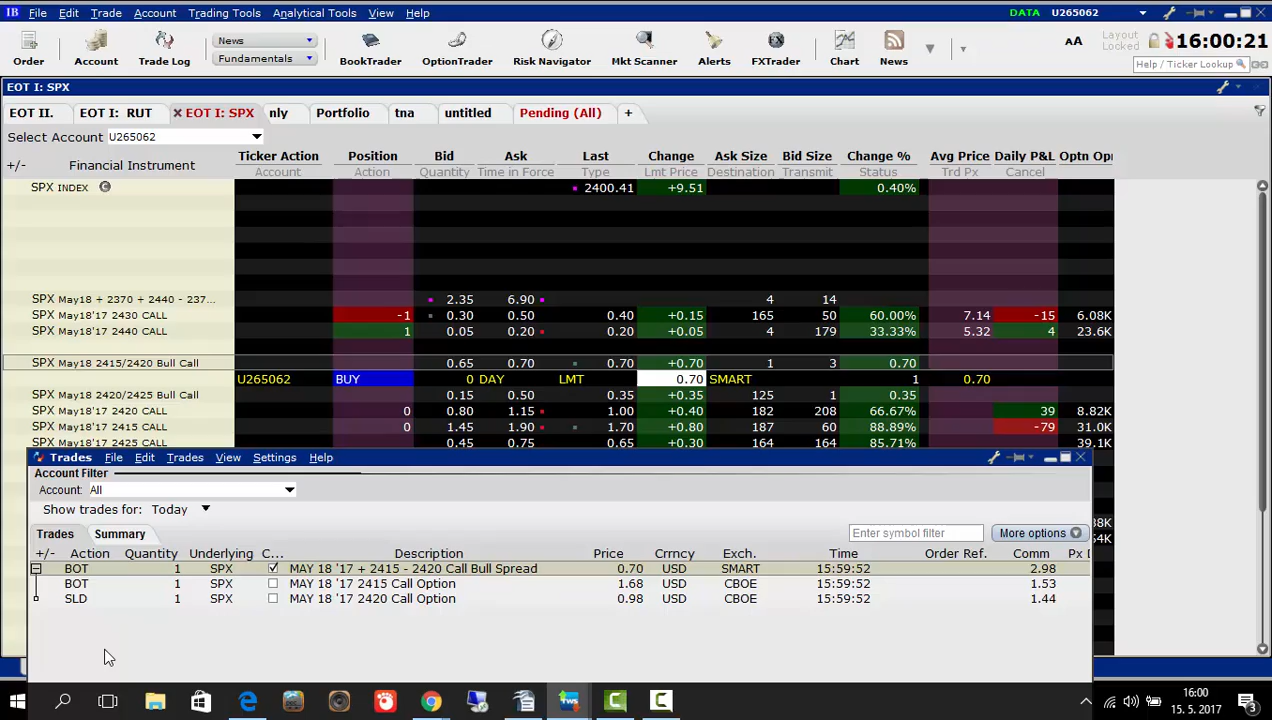 IB File Edit Trade Account Trading Tools Analytical Tools View Help DATA U265062
Order Account Trade Log News Fundamentals BookTrader OptionTrader Risk Navigator Mkt Scanner Alerts FXTrader Chart News AA Layout Locked 16:00:21
Help / Ticker Lookup
EOT I: SPX
EOT II. EOT I: RUT EOT I: SPX nly Portfolio tna untitled Pending (All) +
Select Account U265062
+/- Financial Instrument
Ticker Action Position Bid Ask Last Change Ask Size Bid Size Change % Avg Price Daily P&L Optn Op
Account Action Quantity Time in Force Type Lmt Price Destination Transmit Status Trd Px Cancel
SPX INDEX C 2400.41 +9.51 0.40%
SPX May18 + 2370 + 2440 - 237... 2.35 6.90 4 14
SPX May18'17 2430 CALL -1 0.30 0.50 0.40 +0.15 165 50 60.00% 7.14 -15 6.08K
SPX May18'17 2440 CALL 1 0.05 0.20 0.20 +0.05 4 179 33.33% 5.32 4 23.6K
SPX May18 2415/2420 Bull Call 0.65 0.70 0.70 +0.70 1 3 0.70
U265062 BUY 0 DAY LMT 0.70 SMART 1 0.70
SPX May18 2420/2425 Bull Call 0.15 0.50 0.35 +0.35 125 1 0.35
SPX May18'17 2420 CALL 0 0.80 1.15 1.00 +0.40 182 208 66.67% 39 8.82K
SPX May18'17 2415 CALL 0 1.45 1.90 1.70 +0.80 187 60 88.89% -79 31.0K
SPX May18'17 2425 CALL 0.45 0.75 0.65 +0.30 164 164 85.71% 39.1K
Trades File Edit Trades View Settings Help
Account Filter
Account: All
Show trades for: Today
Trades Summary Enter symbol filter More options
+/- Action Quantity Underlying C... Description Price Crrncy Exch. Time Order Ref. Comm Px
BOT 1 SPX MAY 18 '17 + 2415 - 2420 Call Bull Spread 0.70 USD SMART 15:59:52 2.98
BOT 1 SPX MAY 18 '17 2415 Call Option 1.68 USD CBOE 15:59:52 1.53
SLD 1 SPX MAY 18 '17 2420 Call Option 0.98 USD CBOE 15:59:52 1.44
TWS
16:00
15. 5. 2017
3